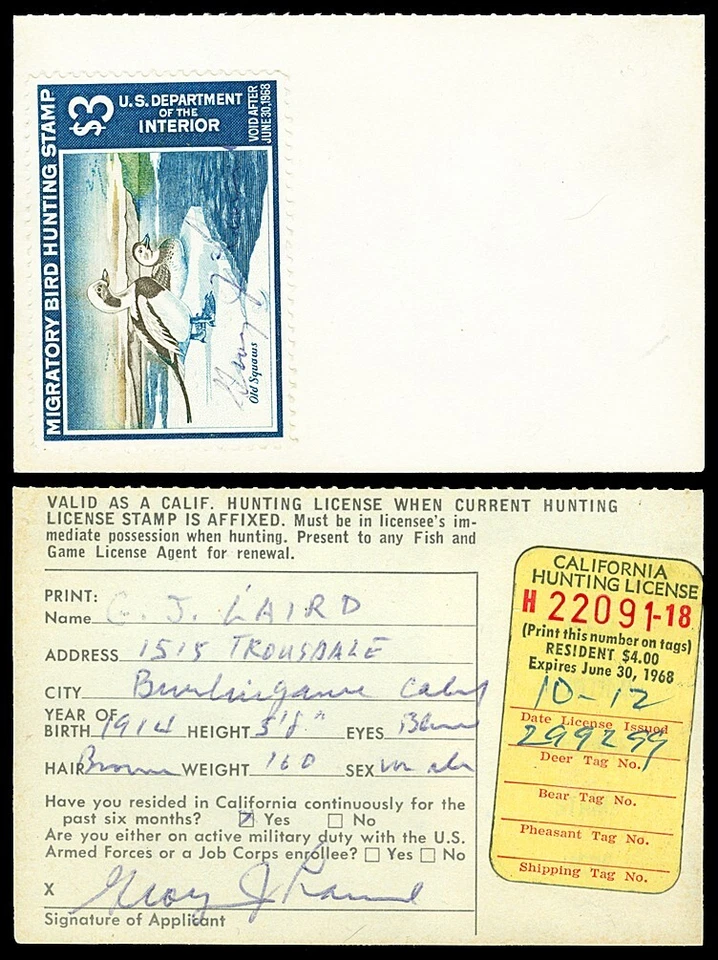 MIGRATORY BIRD HUNTING STAMP
$3
U.S. DEPARTMENT
OF THE
INTERIOR
VOID AFTER
JUNE 30, 1968
Old Squaws
VALID AS A CALIF. HUNTING LICENSE WHEN CURRENT HUNTING
LICENSE STAMP IS AFFIXED. Must be in licensee's im-
mediate possession when hunting. Present to any Fish and
Game License Agent for renewal.
PRINT:
Name G. J. LAIRD
ADDRESS 1515 TROUSDALE
CITY Burlingame Calif
YEAR OF
BIRTH 1914 HEIGHT 5'8" EYES
HAIR Brown WEIGHT 160 SEX male
Have you resided in California continuously for the
past six months? Yes No
Are you either on active military duty with the U.S.
Armed Forces or a Job Corps enrollee? Yes No
X
Signature of Applicant
CALIFORNIA
HUNTING LICENSE
H 22091-18
(Print this number on tags)
RESIDENT $4.00
Expires June 30, 1968
10-12
Date License Issued
299299
Deer Tag No.
Bear Tag No.
Pheasant Tag No.
Shipping Tag No.